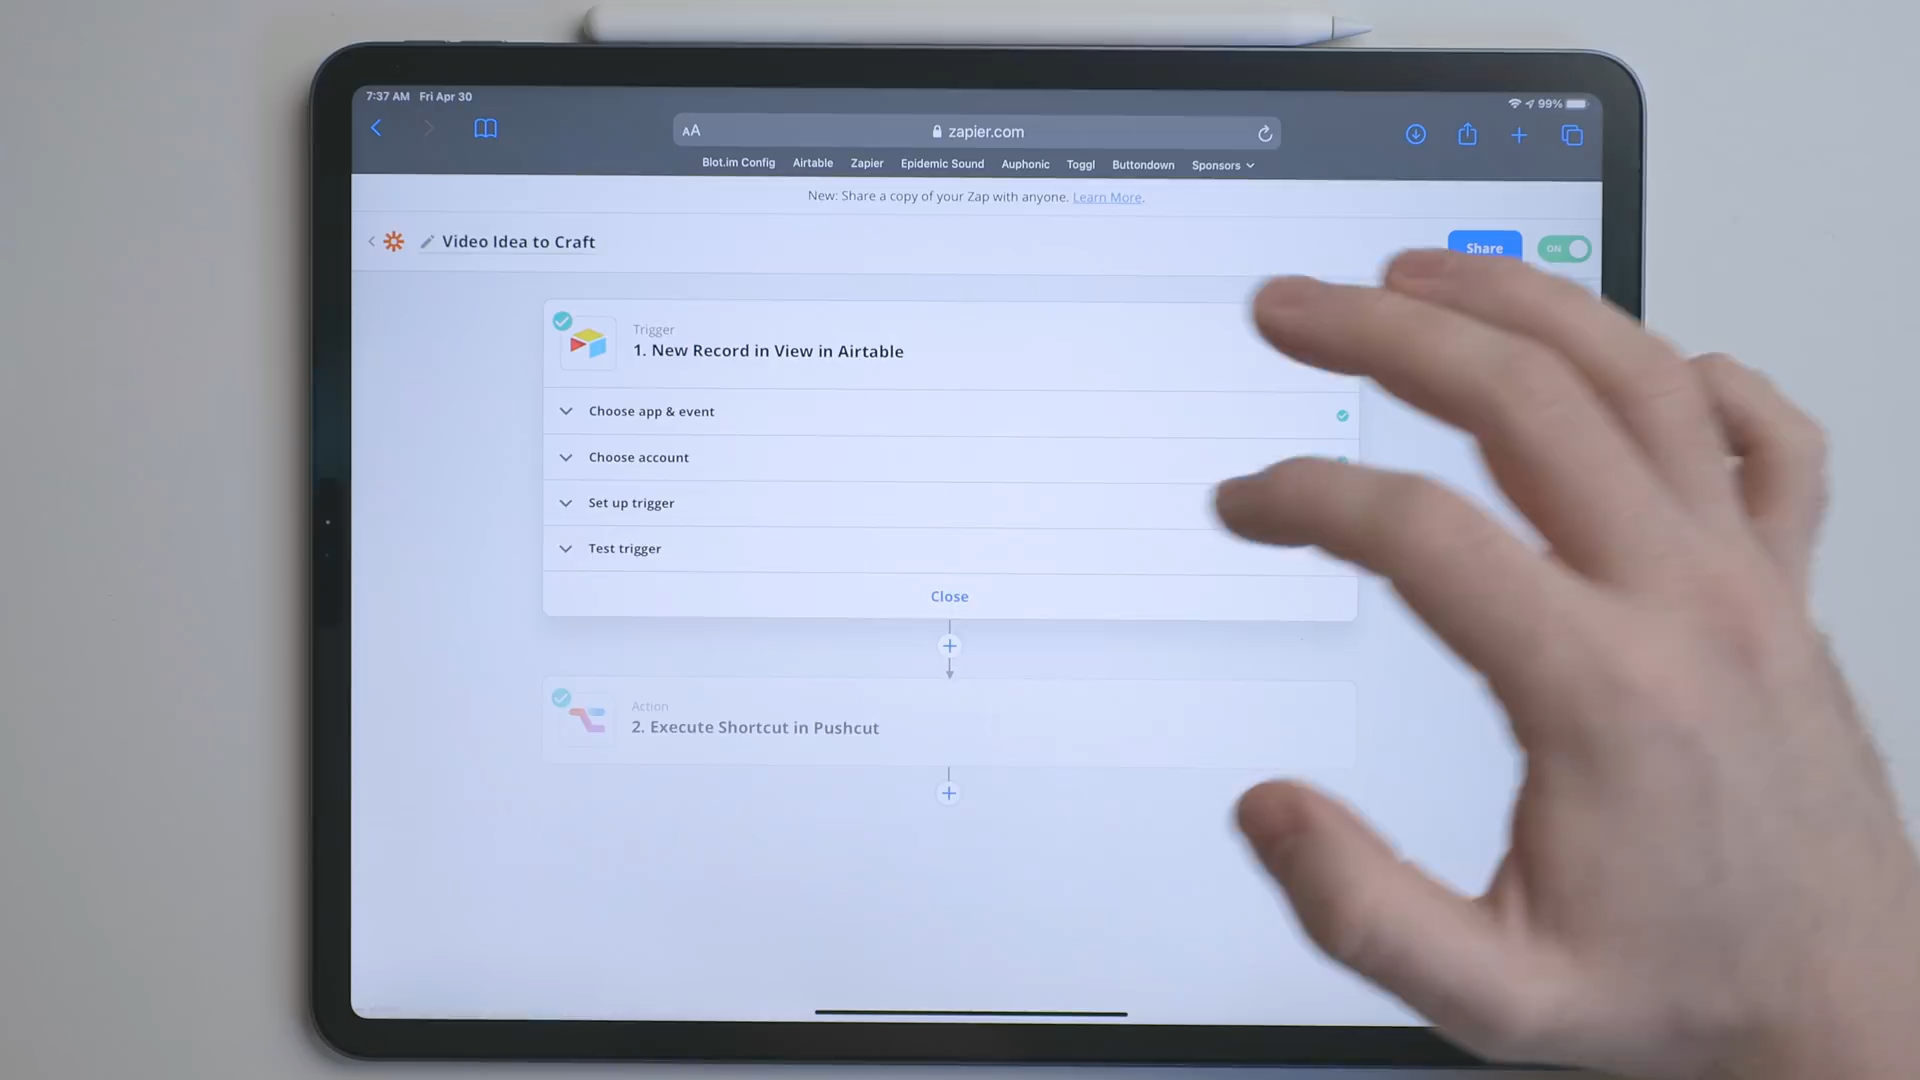 7:37 AM Fri Apr 30
99%
AA
zapier.com
Blot.im Config Airtable Zapier Epidemic Sound Auphonic Toggl Buttondown Sponsors
New: Share a copy of your Zap with anyone. Learn More.
Video Idea to Craft
Share
ON
Trigger
1. New Record in View in Airtable
Choose app & event
Choose account
Set up trigger
Test trigger
Close
Action
2. Execute Shortcut in Pushcut